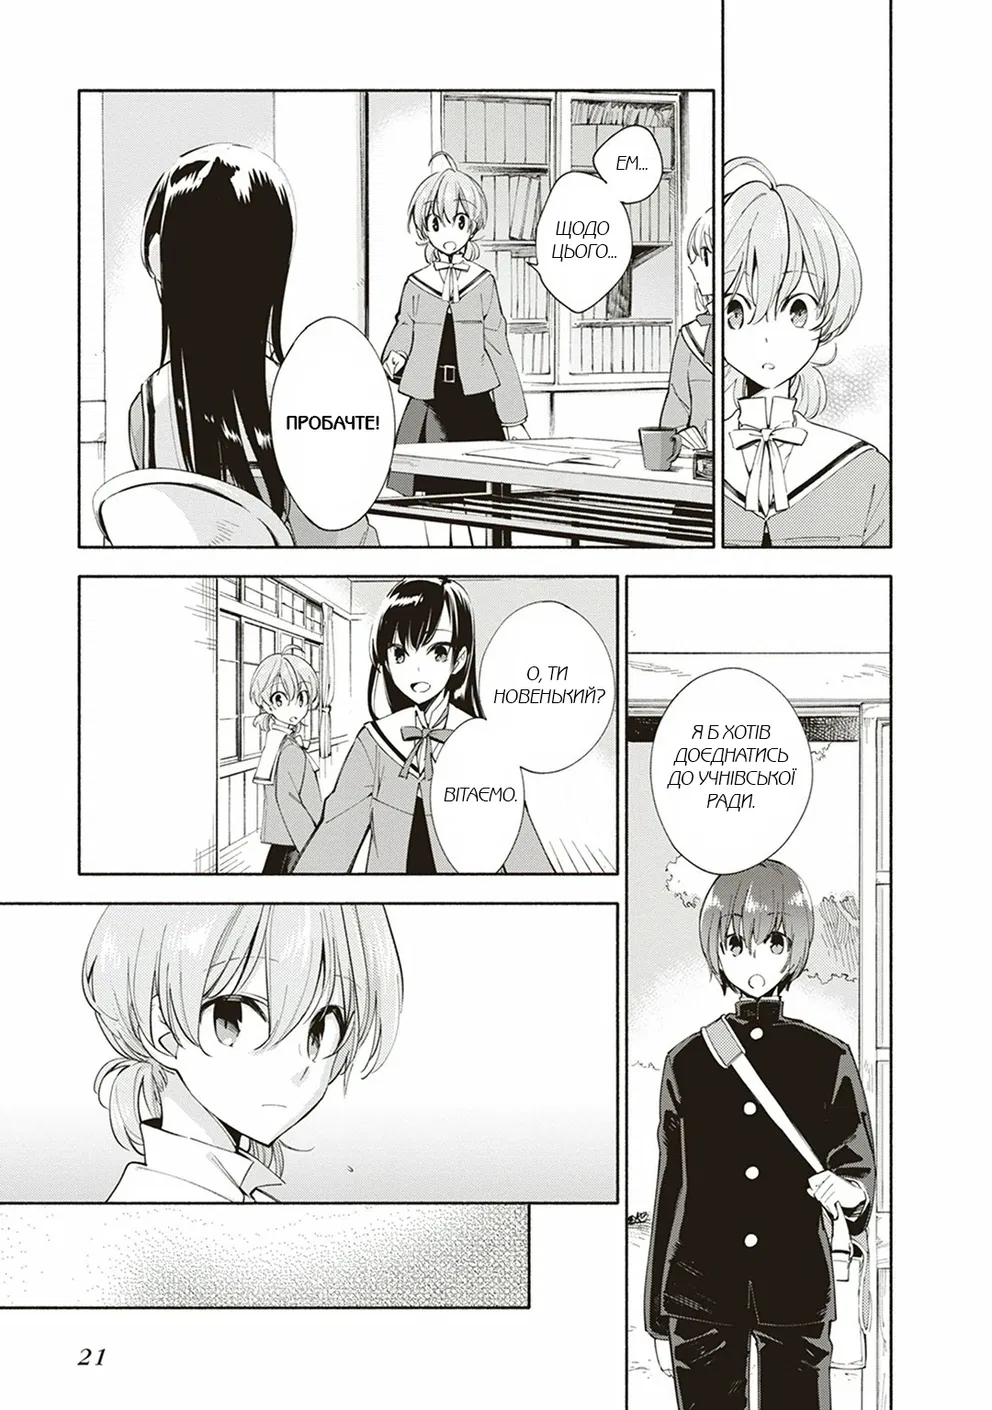 ЕМ...
ЩОДО
ЦЬОГО...
ПРОБАЧТЕ!
Я Б ХОТІВ
ДОЄДНАТИСЬ
ДО УЧНІВСЬКОЇ
РАДИ.
О, ТИ
НОВЕНЬКИЙ?
ВІТАЄМО.
21